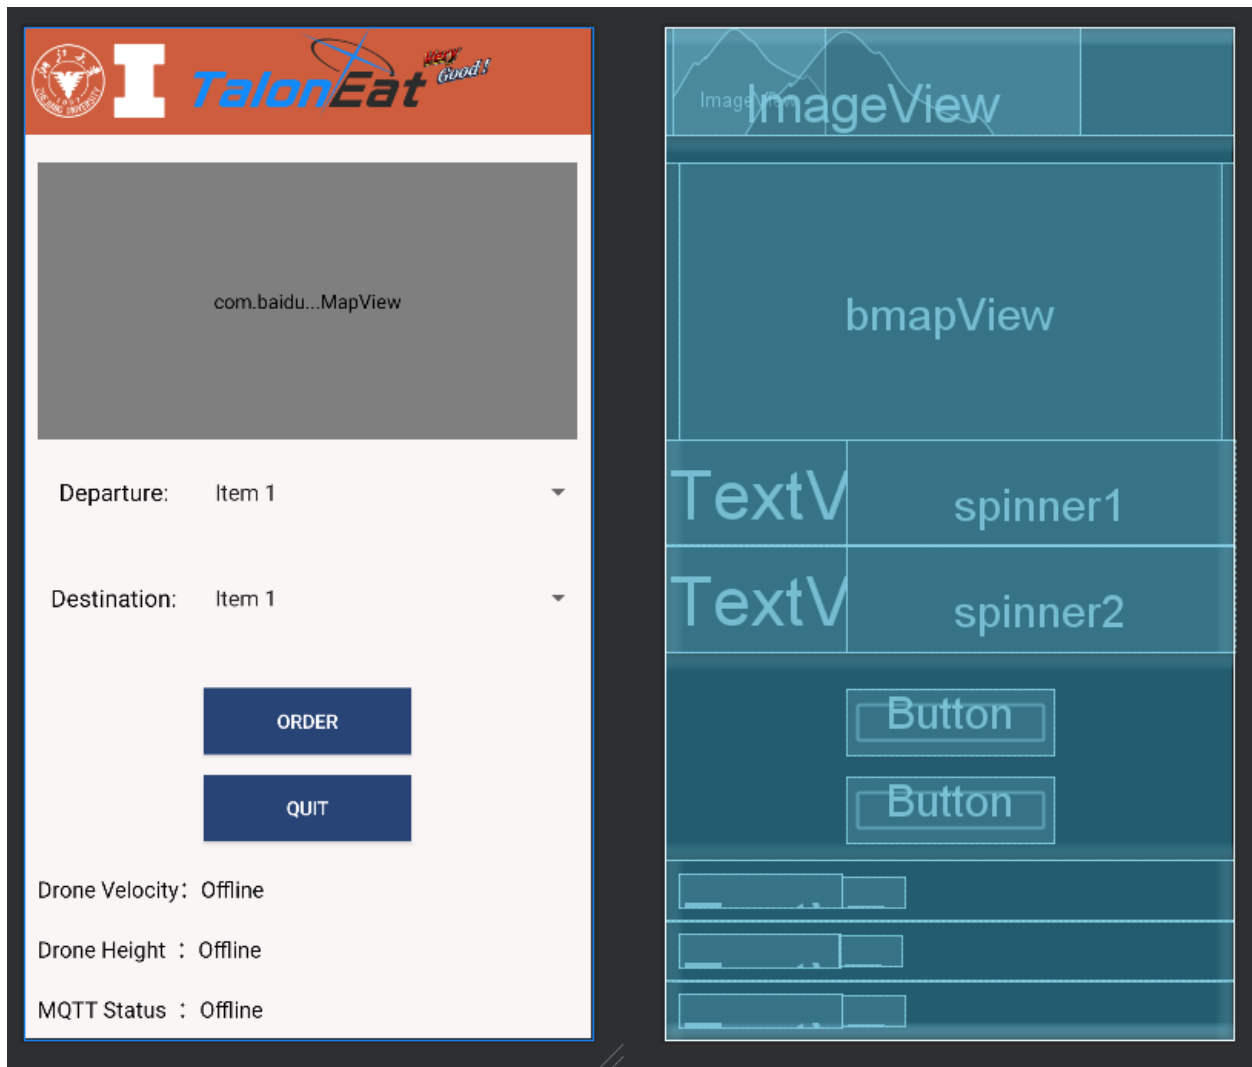 TalonEat
Very
Good!
com.baidu...MapView
Departure: Item 1
Destination: Item 1
ORDER
QUIT
Drone Velocity： Offline
Drone Height ： Offline
MQTT Status ： Offline
ImageView
ImageView
bmapView
TextV
spinner1
TextV
spinner2
Button
Button